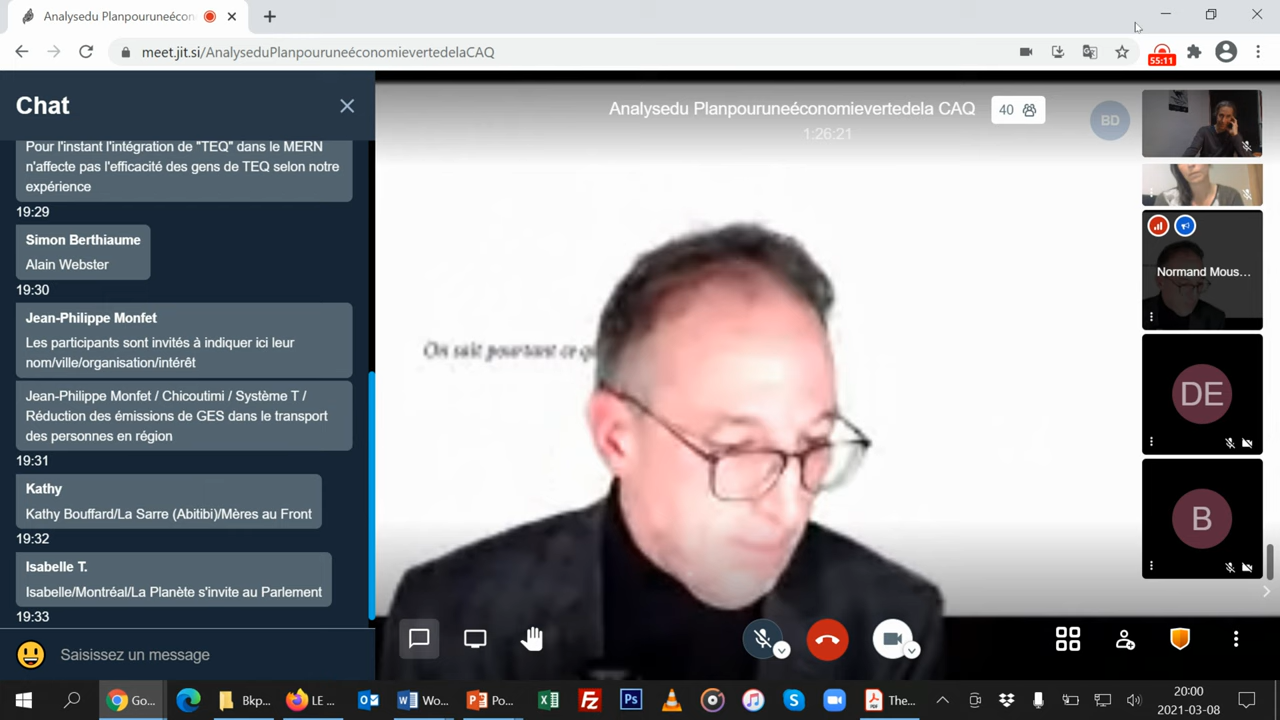 Analysedu Planpouruneécon
meet.jit.si/AnalyseduPlanpouruneéconomievertedelaCAQ
55:11
Chat
Pour l'instant l'intégration de "TEQ" dans le MERN
n'affecte pas l'efficacité des gens de TEQ selon notre
expérience
19:29
Simon Berthiaume
Alain Webster
19:30
Jean-Philippe Monfet
Les participants sont invités à indiquer ici leur
nom/ville/organisation/intérêt
Jean-Philippe Monfet / Chicoutimi / Système T /
Réduction des émissions de GES dans le transport
des personnes en région
19:31
Kathy
Kathy Bouffard/La Sarre (Abitibi)/Mères au Front
19:32
Isabelle T.
Isabelle/Montréal/La Planète s'invite au Parlement
19:33
Saisissez un message
Analysedu Planpouruneéconomievertedela CAQ
40
1:26:21
BD
On sait pourtant ce
Normand Mous...
DE
B
Go...
Bkp...
LE ...
Wo...
Po...
The...
20:00
2021-03-08